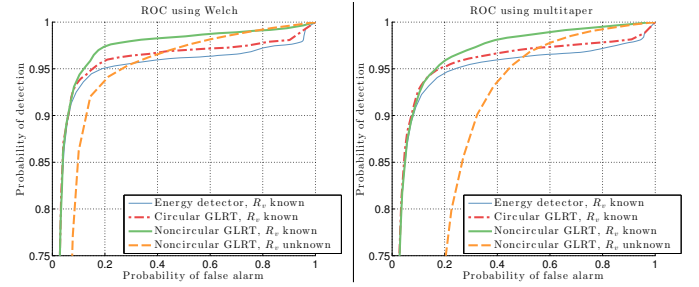 ROC using Welch
1
0.95
0.9
0.85
0.8
0.75
Probability of detection
0
0.2
0.4
0.6
0.8
1
Probability of false alarm
Energy detector, R_v known
Circular GLRT, R_v known
Noncircular GLRT, R_v known
Noncircular GLRT, R_v unknown
ROC using multitaper
1
0.95
0.9
0.85
0.8
0.75
Probability of detection
0
0.2
0.4
0.6
0.8
1
Probability of false alarm
Energy detector, R_v known
Circular GLRT, R_v known
Noncircular GLRT, R_v known
Noncircular GLRT, R_v unknown